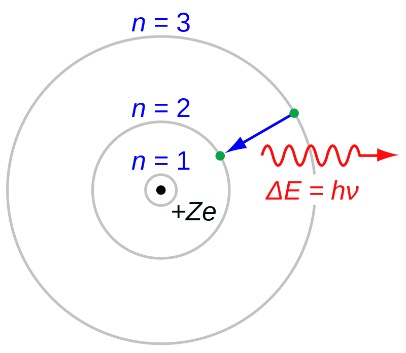 n = 3
n = 2
n = 1
+Ze
ΔE = hν